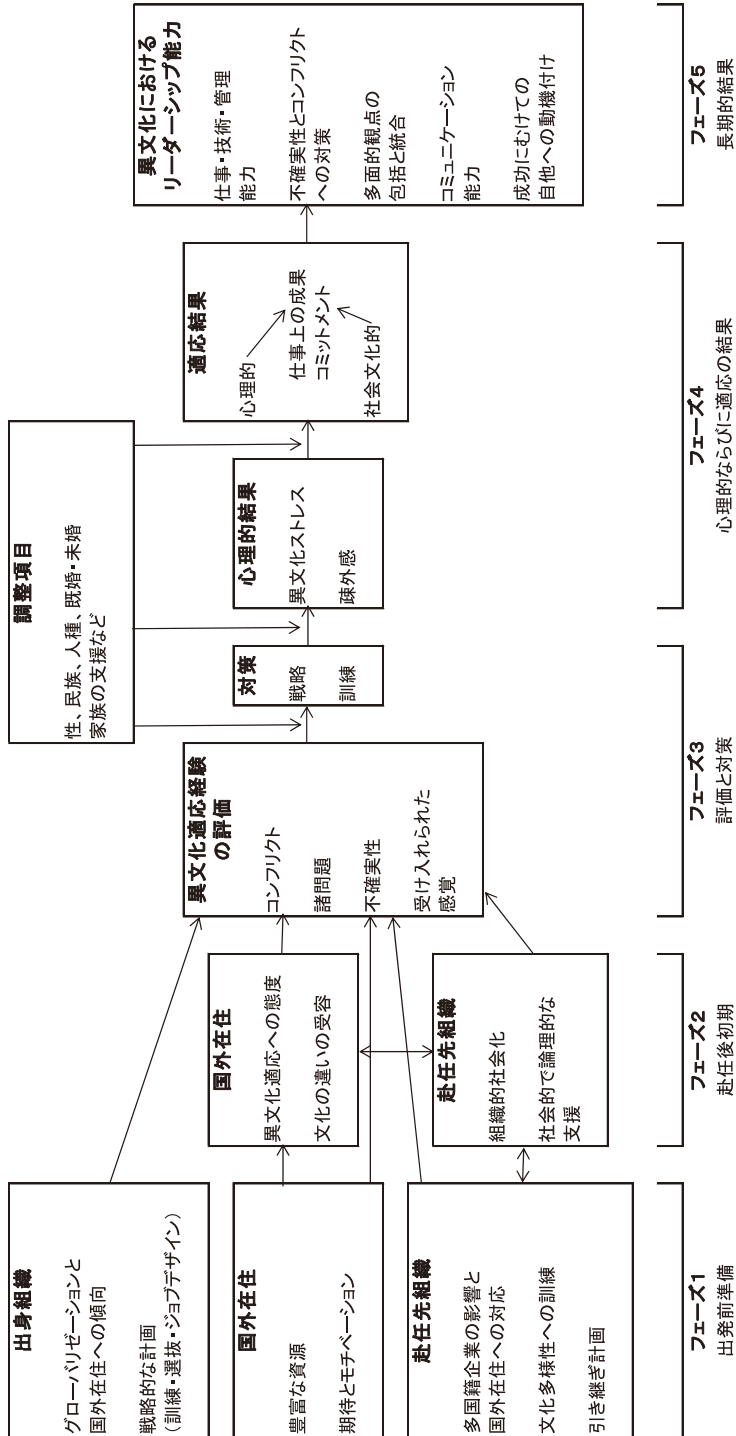 出身組織
グローバリゼーションと
国外在住への傾向
戦略的な計画
(訓練・選抜・ジョブデザイン)
国外在住
豊富な資源
期待とモチベーション
赴任先組織
多国籍企業の影響と
国外在住への対応
文化多様性への訓練
引き継ぎ計画
フェーズ1
出発前準備
国外在住
異文化適応への態度
文化の違いの受容
赴任先組織
組織的社会化
社会的で論理的な
支援
フェーズ2
赴任後初期
異文化適応経験
の評価
コンフリクト
諸問題
不確実性
受け入れられた
感覚
対策
戦略
訓練
フェーズ3
評価と対策
調整項目
性、民族、人種、既婚・未婚
家族の支援など
心理的結果
異文化ストレス
疎外感
適応結果
心理的
仕事上の成果
コミットメント
社会文化的
フェーズ4
心理的ならびに適応の結果
異文化における
リーダーシップ能力
仕事・技術・管理
能力
不確実性とコンフリクト
への対策
多面的観点の
包括と統合
コミュニケーション
能力
成功にむけての
自他への動機付け
フェーズ5
長期的結果